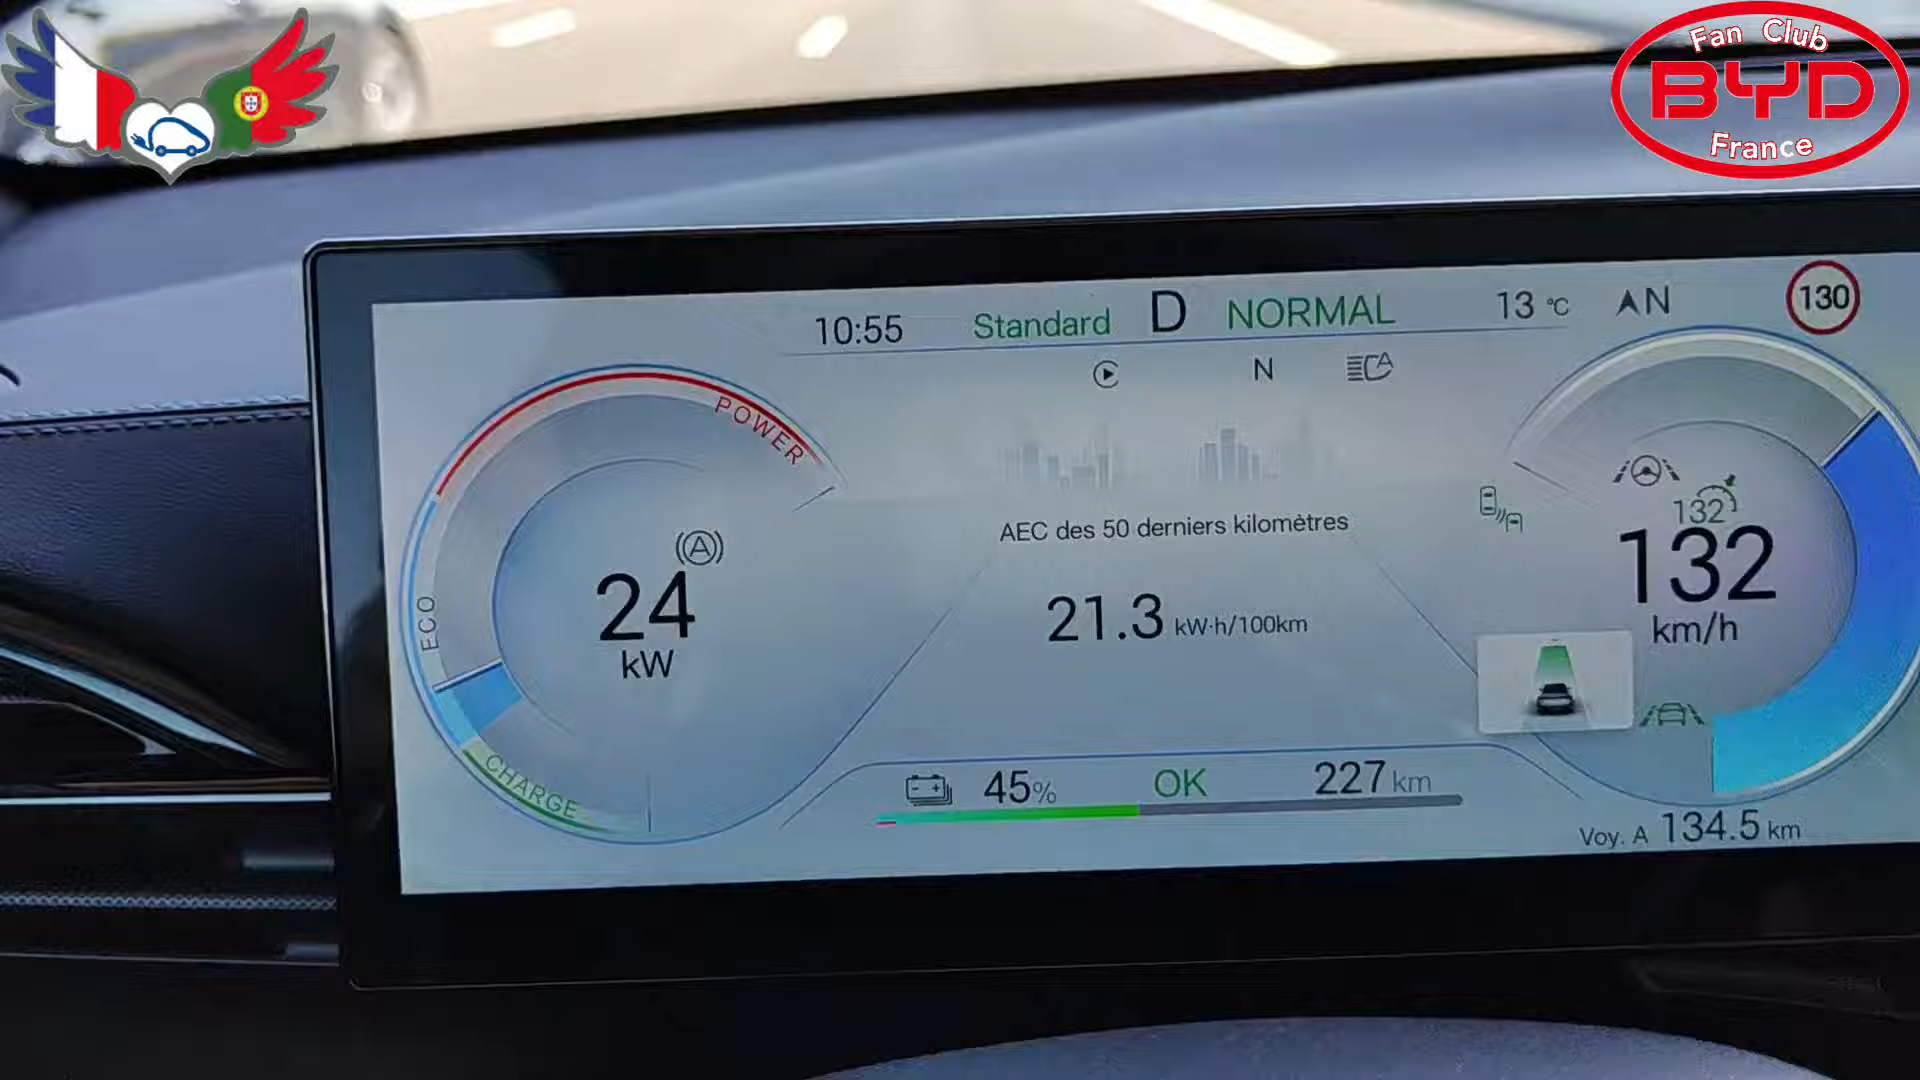 Fan Club
BYD
France
10:55
Standard
D
NORMAL
13 °C
N
130
N
A
POWER
ECO
CHARGE
A
24
kW
AEC des 50 derniers kilomètres
21.3 kW·h/100km
132
132
km/h
45%
OK
227 km
Voy. A 134.5 km